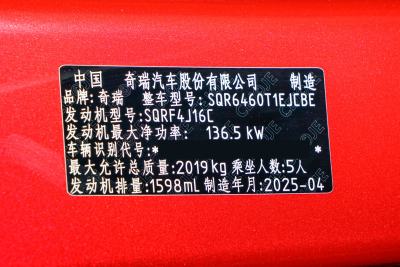 中国 奇瑞汽车股份有限公司 制造
品牌: 奇瑞 整车型号: SQR6460T1EJCBE
发动机型号: SQRF4J16C
发动机最大净功率: 136.5 kW
车辆识别代号:* *
最大允许总质量: 2019 kg 乘坐人数: 5人
发动机排量: 1598mL 制造年月: 2025-04